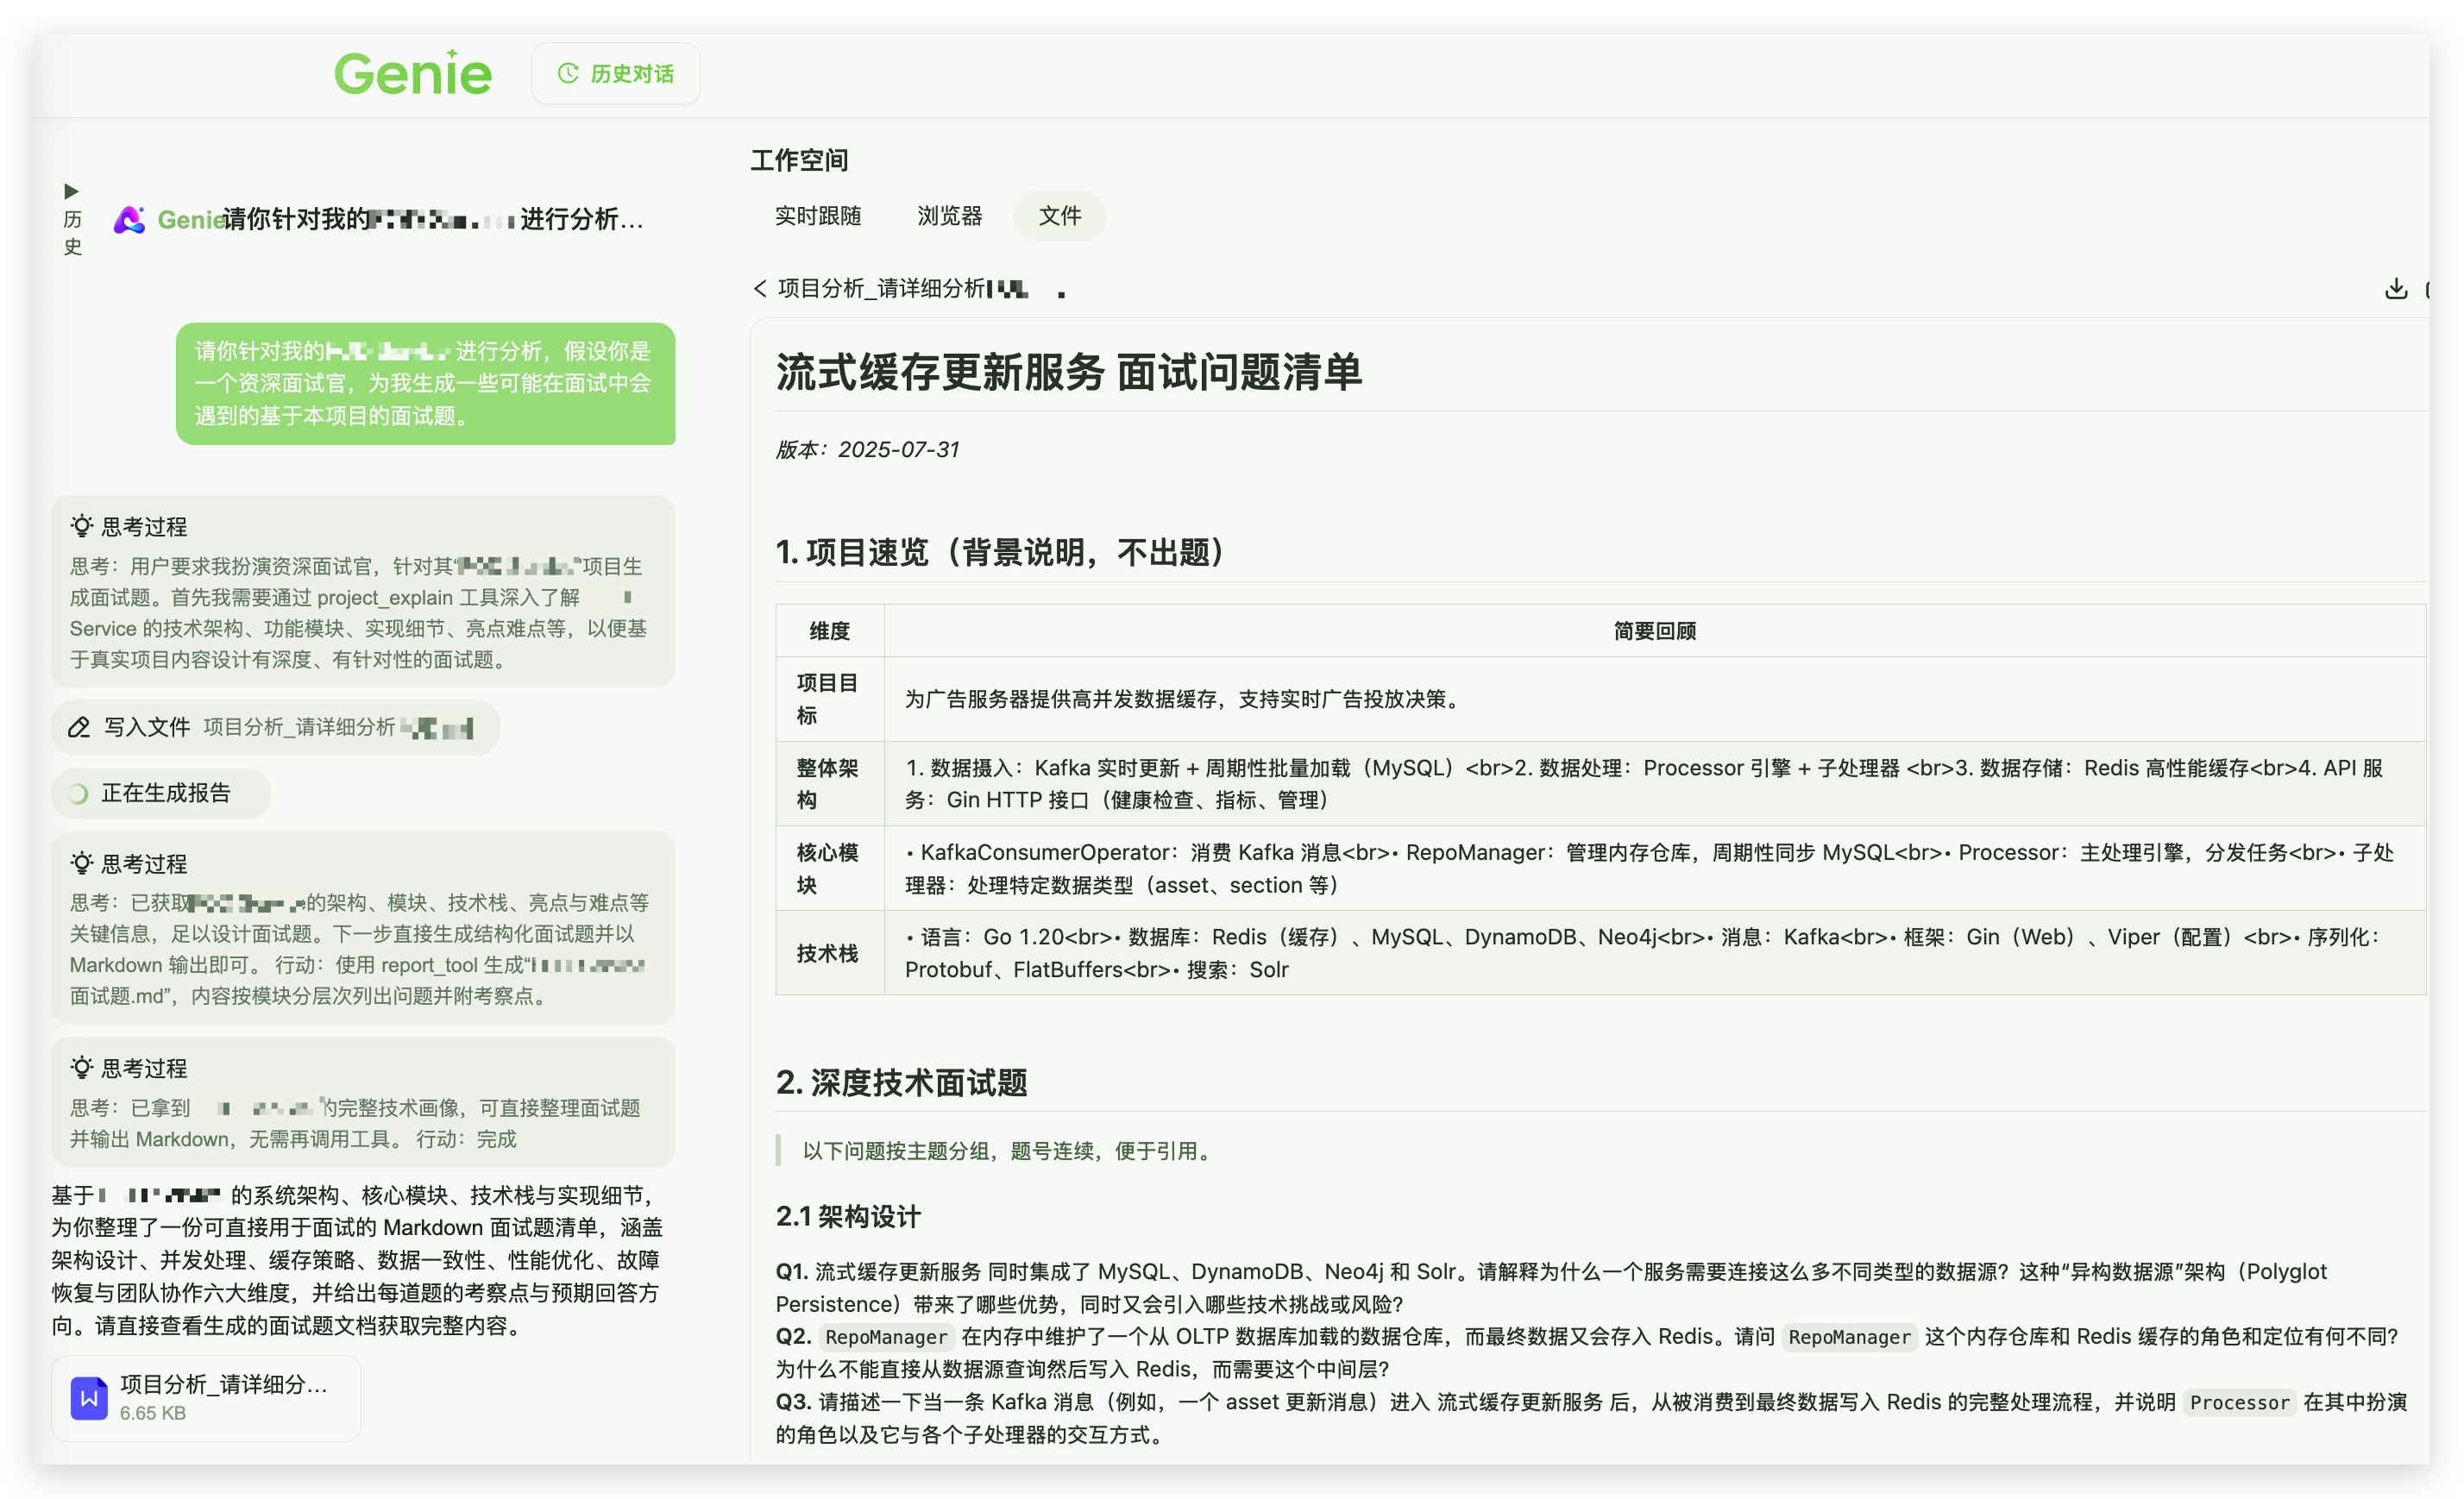 Genie
历史对话
▶
历
史
Genie请你针对我的 进行分析...
请你针对我的 进行分析，假设你是
一个资深面试官，为我生成一些可能在面试中会
遇到的基于本项目的面试题。
思考过程
思考：用户要求我扮演资深面试官，针对其“ ”项目生
成面试题。首先我需要通过 project_explain 工具深入了解
Service 的技术架构、功能模块、实现细节、亮点难点等，以便基
于真实项目内容设计有深度、有针对性的面试题。
写入文件 项目分析_请详细分析
正在生成报告
思考过程
思考：已获取 的架构、模块、技术栈、亮点与难点等
关键信息，足以设计面试题。下一步直接生成结构化面试题并以
Markdown 输出即可。 行动：使用 report_tool 生成“
面试题.md”，内容按模块分层次列出问题并附考察点。
思考过程
思考：已拿到 的完整技术画像，可直接整理面试题
并输出 Markdown，无需再调用工具。 行动：完成
基于 的系统架构、核心模块、技术栈与实现细节，
为你整理了一份可直接用于面试的 Markdown 面试题清单，涵盖
架构设计、并发处理、缓存策略、数据一致性、性能优化、故障
恢复与团队协作六大维度，并给出每道题的考察点与预期回答方
向。请直接查看生成的面试题文档获取完整内容。
项目分析_请详细分...
6.65 KB
工作空间
实时跟随 浏览器 文件
< 项目分析_请详细分析
流式缓存更新服务 面试问题清单
版本：2025-07-31
1. 项目速览（背景说明，不出题）
维度 简要回顾
项目目
标
为广告服务器提供高并发数据缓存，支持实时广告投放决策。
整体架
构
1. 数据摄入：Kafka 实时更新 + 周期性批量加载（MySQL）<br>2. 数据处理：Processor 引擎 + 子处理器 <br>3. 数据存储：Redis 高性能缓存<br>4. API 服
务：Gin HTTP 接口（健康检查、指标、管理）
核心模
块
• KafkaConsumerOperator：消费 Kafka 消息<br>• RepoManager：管理内存仓库，周期性同步 MySQL<br>• Processor：主处理引擎，分发任务<br>• 子处
理器：处理特定数据类型（asset、section 等）
技术栈
• 语言：Go 1.20<br>• 数据库：Redis（缓存）、MySQL、DynamoDB、Neo4j<br>• 消息：Kafka<br>• 框架：Gin（Web）、Viper（配置）<br>• 序列化：
Protobuf、FlatBuffers<br>• 搜索：Solr
2. 深度技术面试题
以下问题按主题分组，题号连续，便于引用。
2.1 架构设计
Q1. 流式缓存更新服务 同时集成了 MySQL、DynamoDB、Neo4j 和 Solr。请解释为什么一个服务需要连接这么多不同类型的数据源？这种“异构数据源”架构（Polyglot
Persistence）带来了哪些优势，同时又会引入哪些技术挑战或风险？
Q2. RepoManager 在内存中维护了一个从 OLTP 数据库加载的数据仓库，而最终数据又会存入 Redis。请问 RepoManager 这个内存仓库和 Redis 缓存的角色和定位有何不同？
为什么不能直接从数据源查询然后写入 Redis，而需要这个中间层？
Q3. 请描述一下当一条 Kafka 消息（例如，一个 asset 更新消息）进入 流式缓存更新服务 后，从被消费到最终数据写入 Redis 的完整处理流程，并说明 Processor 在其中扮演
的角色以及它与各个子处理器的交互方式。